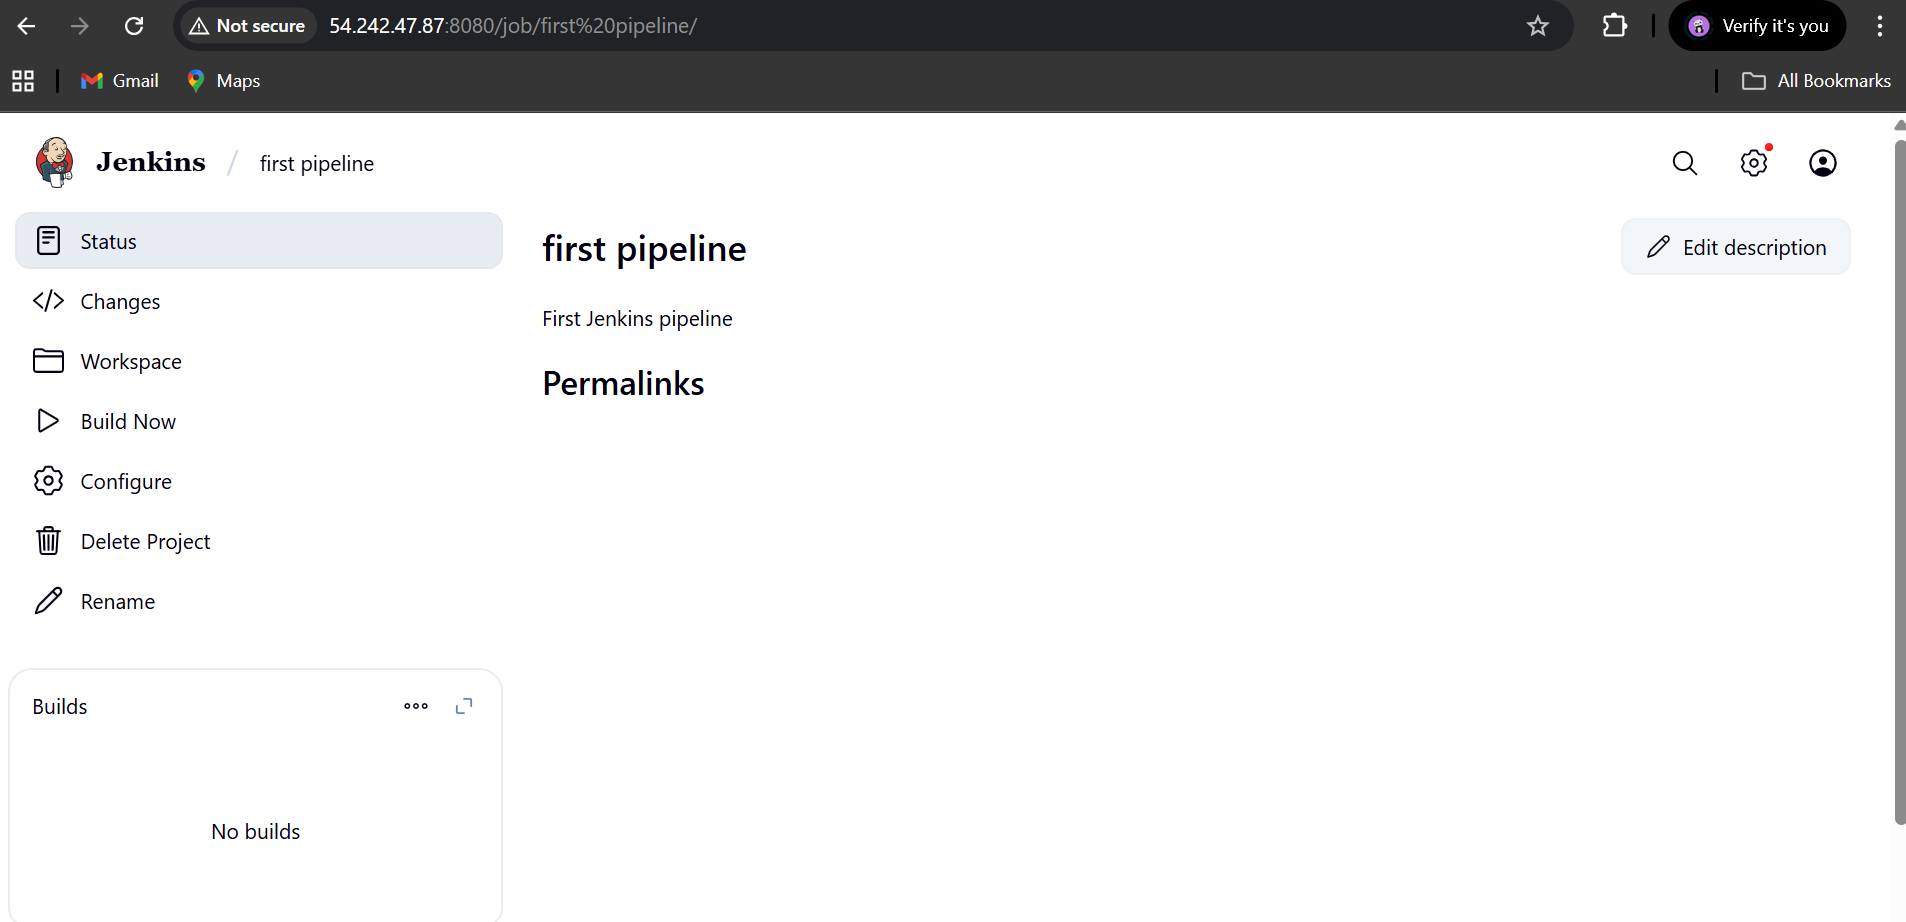 Not secure 54.242.47.87:8080/job/first%20pipeline/ Verify it's you
Gmail Maps All Bookmarks
Jenkins / first pipeline
Status
first pipeline
Edit description
Changes
First Jenkins pipeline
Workspace
Permalinks
Build Now
Configure
Delete Project
Rename
Builds
No builds